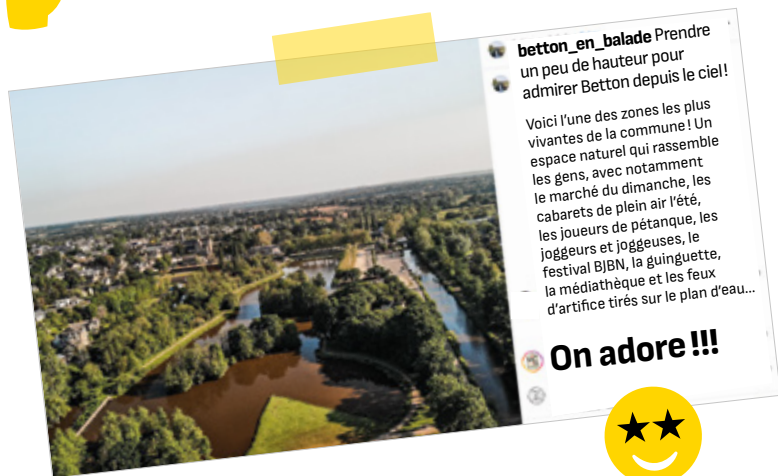 betton_en_balade Prendre
un peu de hauteur pour
admirer Betton depuis le ciel !
Voici l’une des zones les plus
vivantes de la commune ! Un
espace naturel qui rassemble
les gens, avec notamment
le marché du dimanche, les
cabarets de plein air l’été,
les joueurs de pétanque, les
joggeurs et joggeuses, le
festival BJBN, la guinguette,
la médiathèque et les feux
d’artifice tirés sur le plan d’eau...
On adore !!!